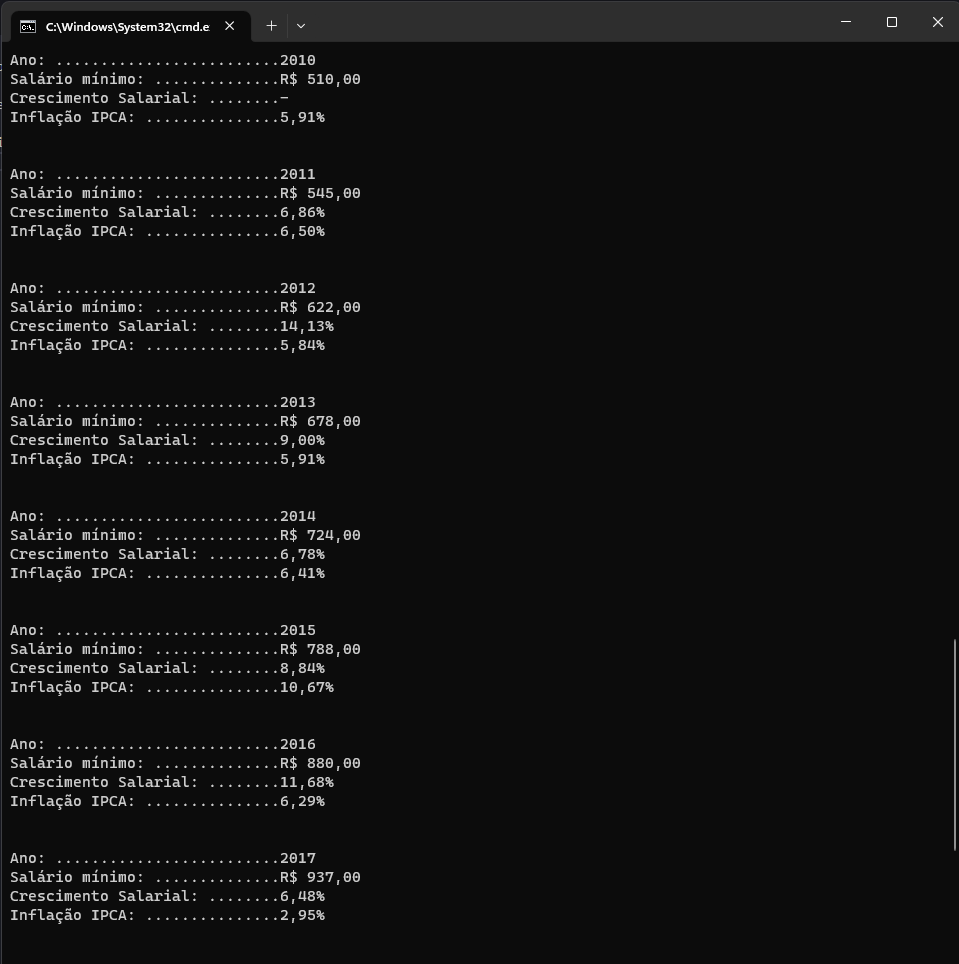 C:\Windows\System32\cmd.e
Ano: .........................2010
Salário mínimo: ..............R$ 510,00
Crescimento Salarial: ........-
Inflação IPCA: ...............5,91%
Ano: .........................2011
Salário mínimo: ..............R$ 545,00
Crescimento Salarial: ........6,86%
Inflação IPCA: ...............6,50%
Ano: .........................2012
Salário mínimo: ..............R$ 622,00
Crescimento Salarial: ........14,13%
Inflação IPCA: ...............5,84%
Ano: .........................2013
Salário mínimo: ..............R$ 678,00
Crescimento Salarial: ........9,00%
Inflação IPCA: ...............5,91%
Ano: .........................2014
Salário mínimo: ..............R$ 724,00
Crescimento Salarial: ........6,78%
Inflação IPCA: ...............6,41%
Ano: .........................2015
Salário mínimo: ..............R$ 788,00
Crescimento Salarial: ........8,84%
Inflação IPCA: ...............10,67%
Ano: .........................2016
Salário mínimo: ..............R$ 880,00
Crescimento Salarial: ........11,68%
Inflação IPCA: ...............6,29%
Ano: .........................2017
Salário mínimo: ..............R$ 937,00
Crescimento Salarial: ........6,48%
Inflação IPCA: ...............2,95%